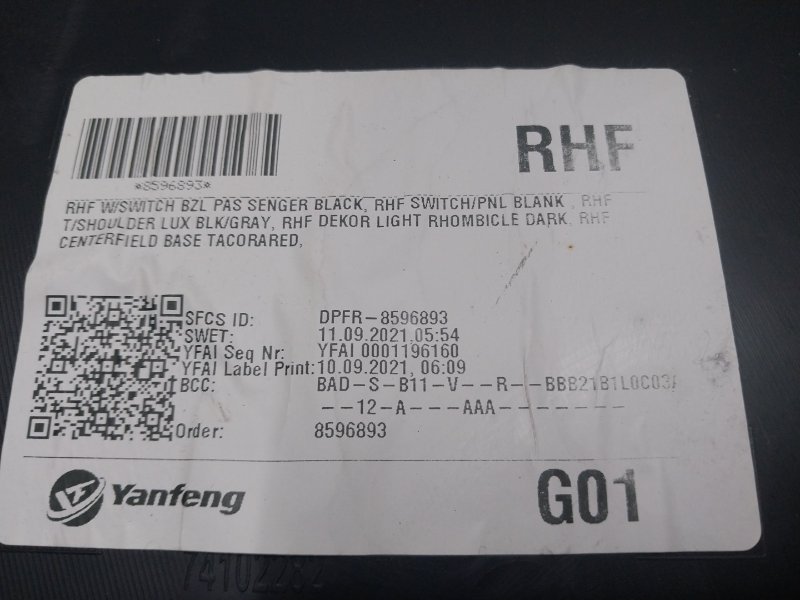 RHF
*8596893*
RHF W/SWITCH BZL PAS SENGER BLACK, RHF SWITCH/PNL BLANK , RHF
T/SHOULDER LUX BLK/GRAY, RHF DEKOR LIGHT RHOMBICLE DARK, RHF
CENTERFIELD BASE TACORARED,
SFCS ID: DPFR-8596893
SWET: 11.09.2021,05:54
YFAI Seq Nr: YFAI 0001196160
YFAI Label Print: 10.09.2021, 06:09
BCC: BAD-S-B11-V--R--BBB21B1L0C03/
--12-A---AAA-------
Order: 8596893
Yanfeng
G01